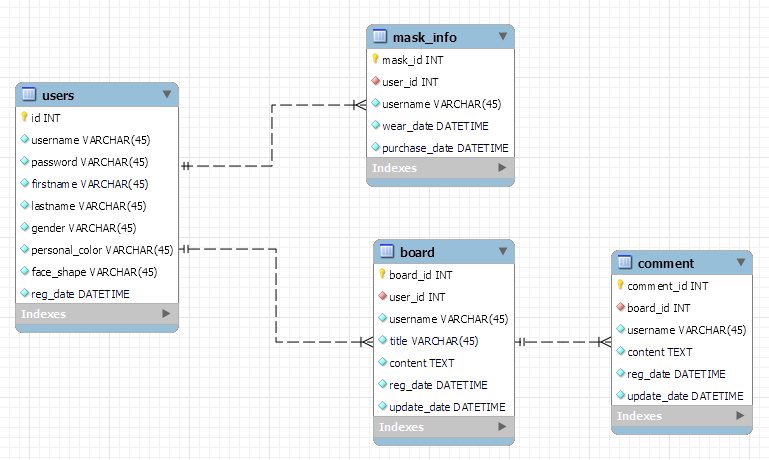 users
id INT
username VARCHAR(45)
password VARCHAR(45)
firstname VARCHAR(45)
lastname VARCHAR(45)
gender VARCHAR(45)
personal_color VARCHAR(45)
face_shape VARCHAR(45)
reg_date DATETIME
Indexes
mask_info
mask_id INT
user_id INT
username VARCHAR(45)
wear_date DATETIME
purchase_date DATETIME
Indexes
board
board_id INT
user_id INT
username VARCHAR(45)
title VARCHAR(45)
content TEXT
reg_date DATETIME
update_date DATETIME
Indexes
comment
comment_id INT
board_id INT
username VARCHAR(45)
content TEXT
reg_date DATETIME
update_date DATETIME
Indexes